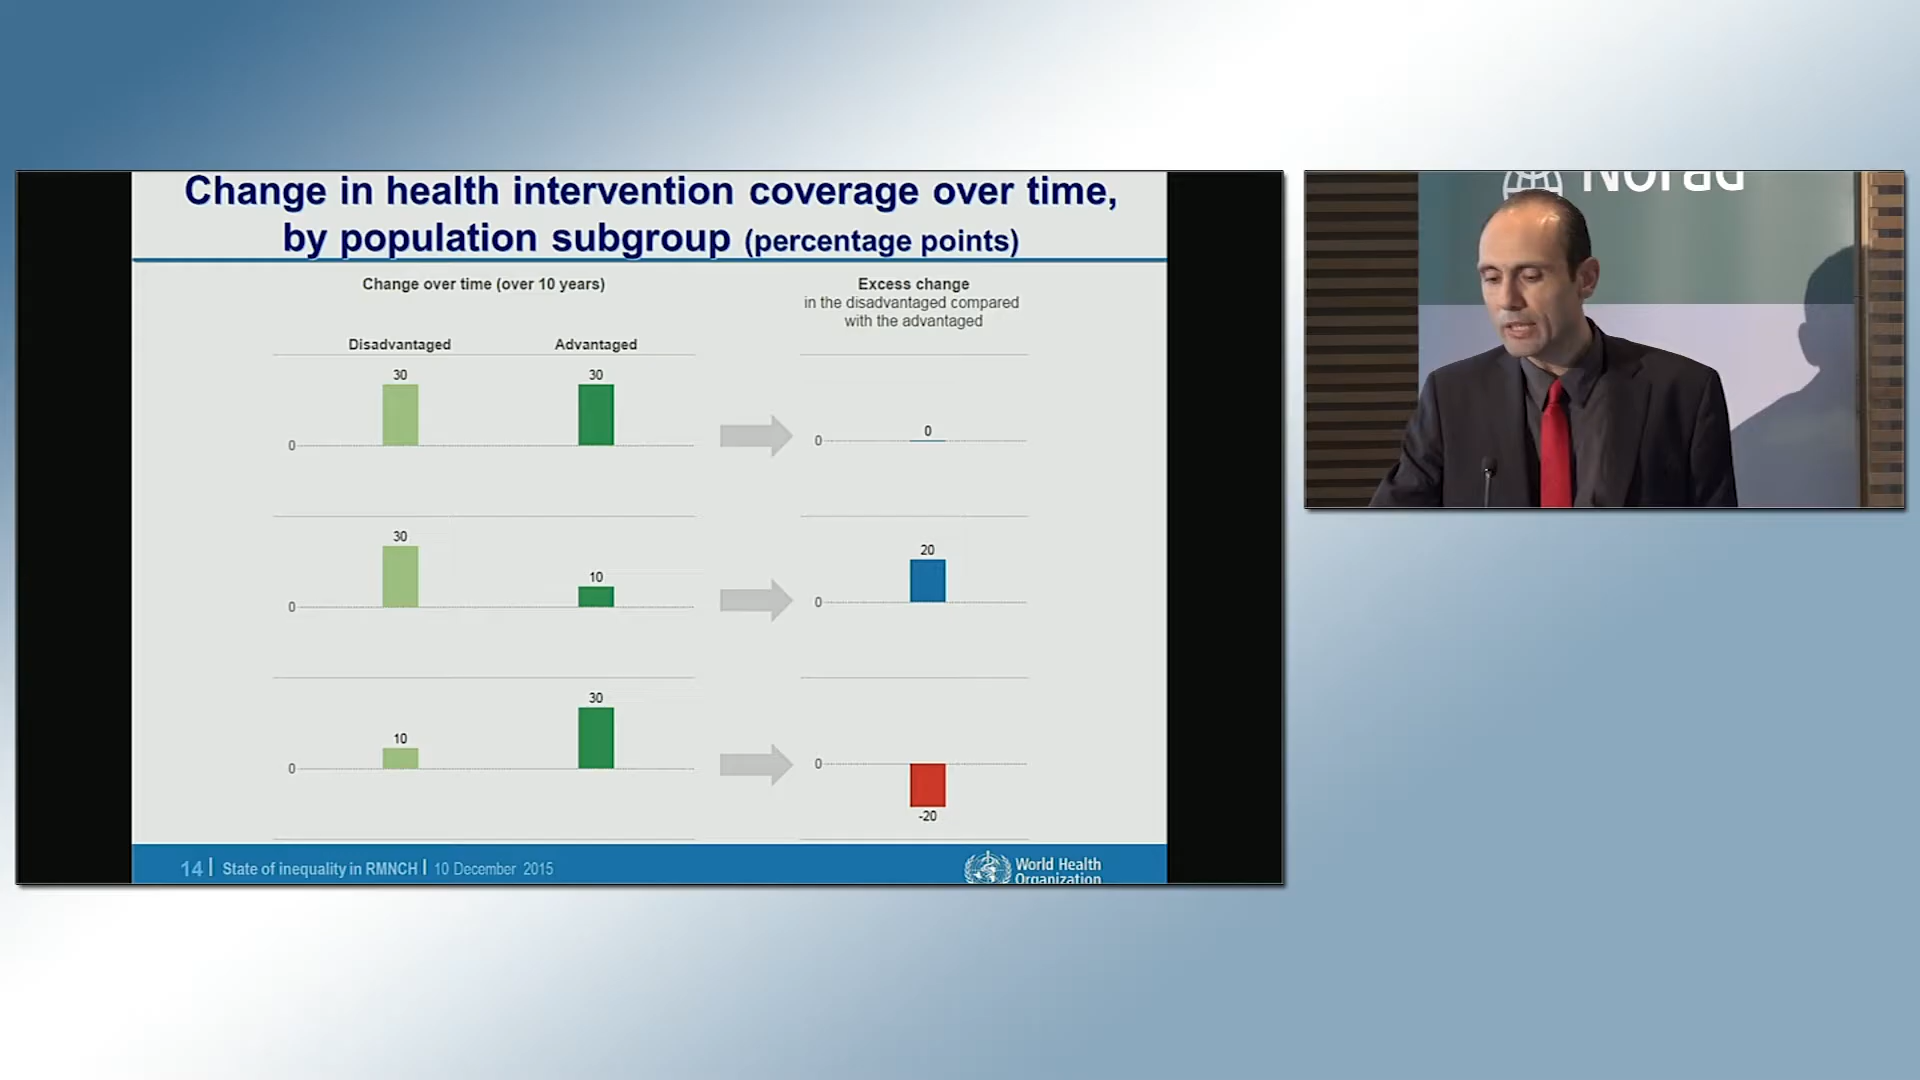 Change in health intervention coverage over time,
by population subgroup (percentage points)
Change over time (over 10 years)
Excess change
in the disadvantaged compared
with the advantaged
Disadvantaged
Advantaged
30
30
0
0
0
30
10
0
20
0
10
30
0
0
-20
14 | State of inequality in RMNCH | 10 December 2015
World Health
Organization
Norad